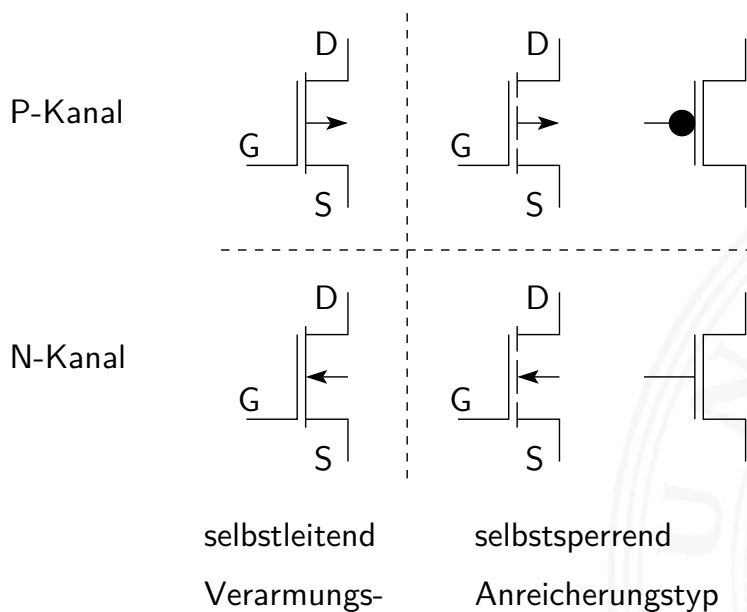 D D
P-Kanal
G G
S S
D D
N-Kanal
G G
S S
selbstleitend selbstsperrend
Verarmungs- Anreicherungstyp
U N